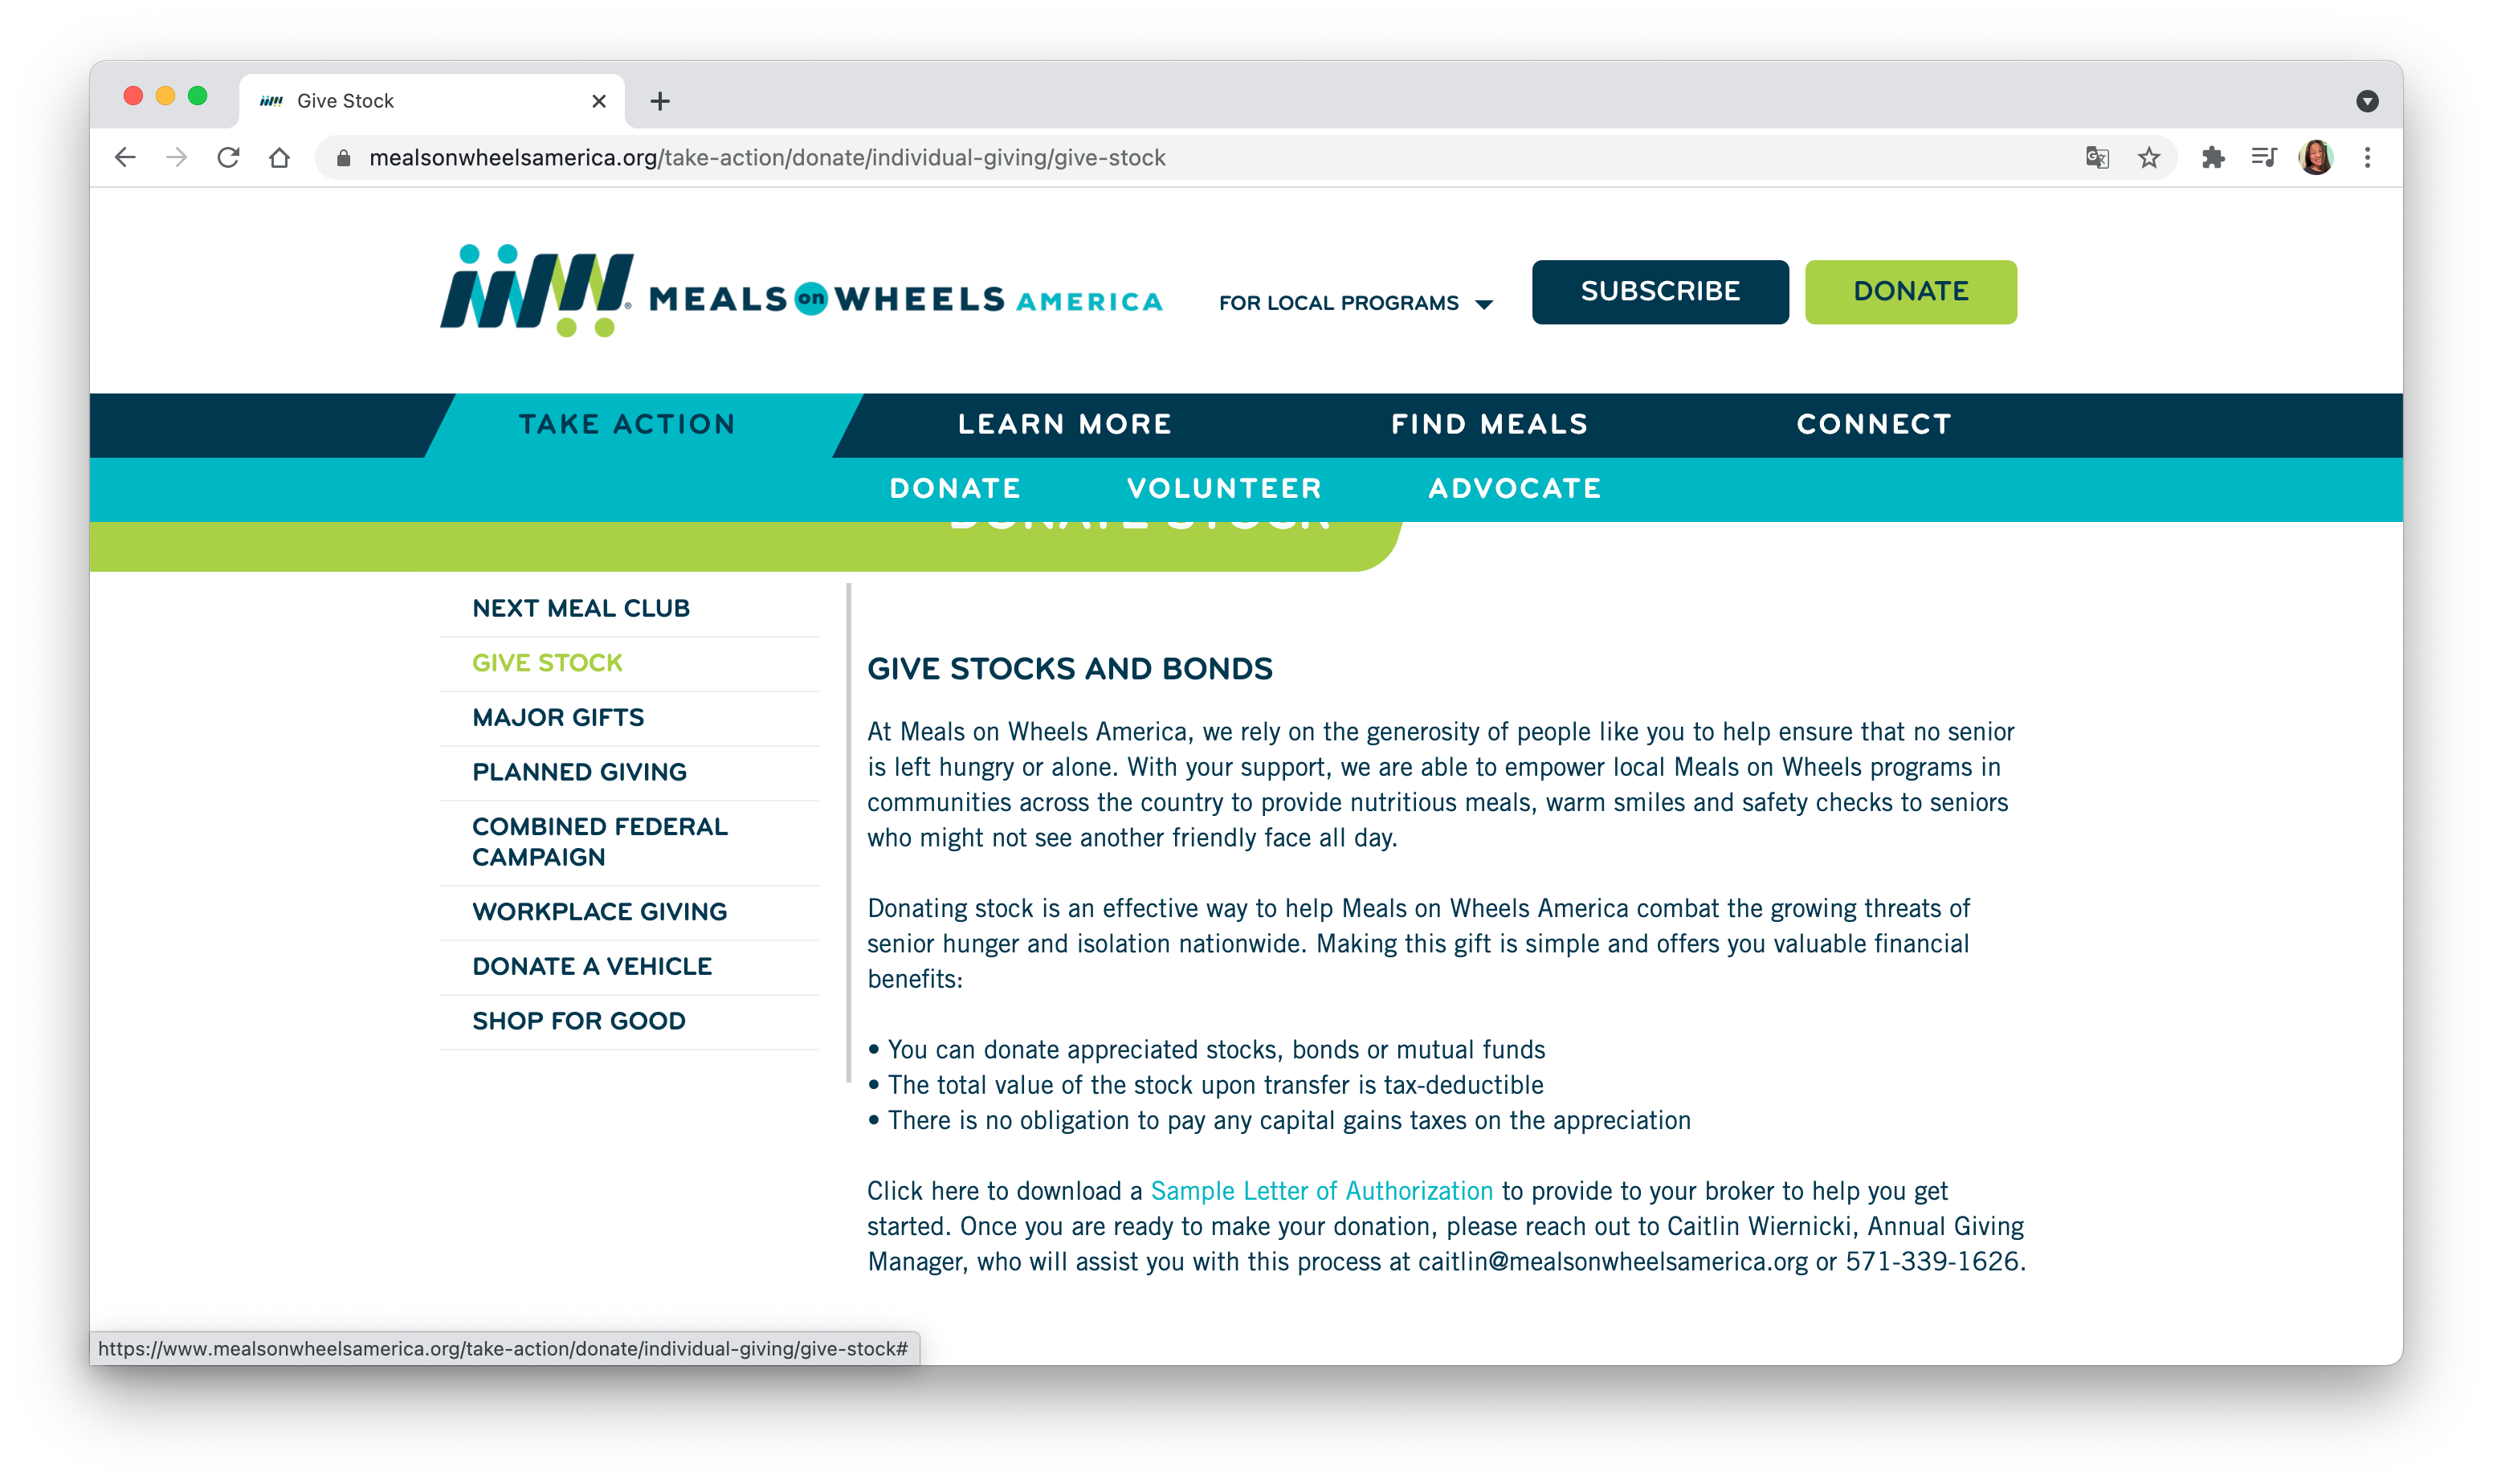 Give Stock
mealsonwheelsamerica.org/take-action/donate/individual-giving/give-stock
MEALS on WHEELS AMERICA
FOR LOCAL PROGRAMS
SUBSCRIBE
DONATE
TAKE ACTION
LEARN MORE
FIND MEALS
CONNECT
DONATE
VOLUNTEER
ADVOCATE
DONATE STOCK
NEXT MEAL CLUB
GIVE STOCK
MAJOR GIFTS
PLANNED GIVING
COMBINED FEDERAL
CAMPAIGN
WORKPLACE GIVING
DONATE A VEHICLE
SHOP FOR GOOD
GIVE STOCKS AND BONDS
At Meals on Wheels America, we rely on the generosity of people like you to help ensure that no senior
is left hungry or alone. With your support, we are able to empower local Meals on Wheels programs in
communities across the country to provide nutritious meals, warm smiles and safety checks to seniors
who might not see another friendly face all day.
Donating stock is an effective way to help Meals on Wheels America combat the growing threats of
senior hunger and isolation nationwide. Making this gift is simple and offers you valuable financial
benefits:
• You can donate appreciated stocks, bonds or mutual funds
• The total value of the stock upon transfer is tax-deductible
• There is no obligation to pay any capital gains taxes on the appreciation
Click here to download a Sample Letter of Authorization to provide to your broker to help you get
started. Once you are ready to make your donation, please reach out to Caitlin Wiernicki, Annual Giving
Manager, who will assist you with this process at caitlin@mealsonwheelsamerica.org or 571-339-1626.
https://www.mealsonwheelsamerica.org/take-action/donate/individual-giving/give-stock#